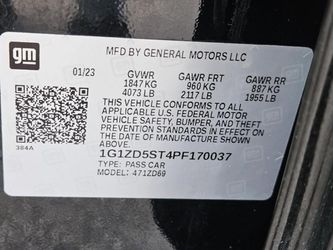 gm
MFD BY GENERAL MOTORS LLC
01/23 GVWR GAWR FRT GAWR RR
1847 KG 960 KG 887 KG
4073 LB 2117 LB 1955 LB
THIS VEHICLE CONFORMS TO ALL
APPLICABLE U.S. FEDERAL MOTOR
VEHICLE SAFETY, BUMPER, AND THEFT
PREVENTION STANDARDS IN EFFECT ON
THE DATE OF MANUFACTURE SHOWN ABOVE.
384A
1G1ZD5ST4PF170037
TYPE: PASS CAR
MODEL: 471ZD69